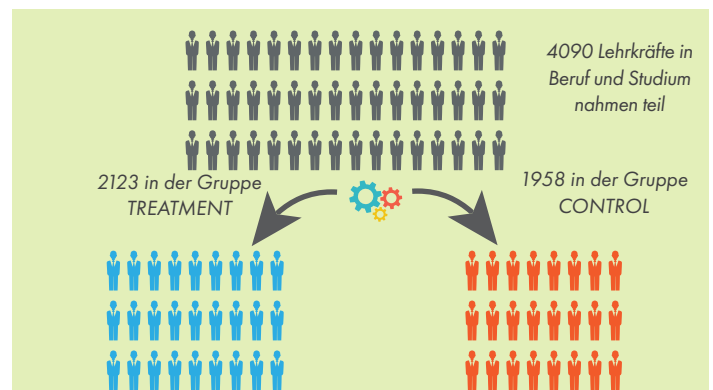 4090 Lehrkräfte in
Beruf und Studium
nahmen teil
2123 in der Gruppe
TREATMENT
1958 in der Gruppe
CONTROL